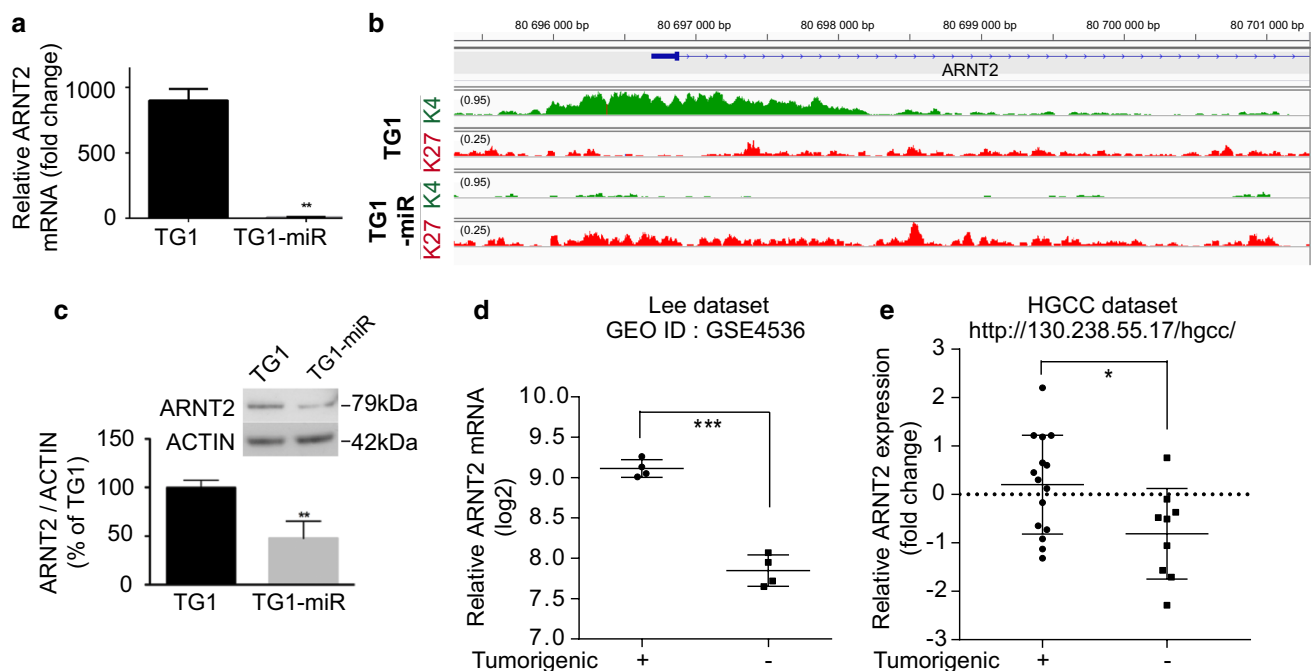 a
Relative ARNT2
mRNA (fold change)
1000
500
0
**
TG1 TG1-miR
b
80 696 000 bp 80 697 000 bp 80 698 000 bp 80 699 000 bp 80 700 000 bp 80 701 000 bp
ARNT2
TG1
K4 (0.95)
K27 (0.25)
TG1
-miR
K4 (0.95)
K27 (0.25)
c
TG1 TG1-miR
ARNT2 –79kDa
ACTIN –42kDa
ARNT2 / ACTIN
(% of TG1)
150
100
50
0
**
TG1 TG1-miR
d
Lee dataset
GEO ID : GSE4536
Relative ARNT2 mRNA
(log2)
10.0
9.5
9.0
8.5
8.0
7.5
7.0
***
Tumorigenic + -
e
HGCC dataset
http://130.238.55.17/hgcc/
Relative ARNT2 expression
(fold change)
3
2
1
0
-1
-2
-3
*
Tumorigenic + -